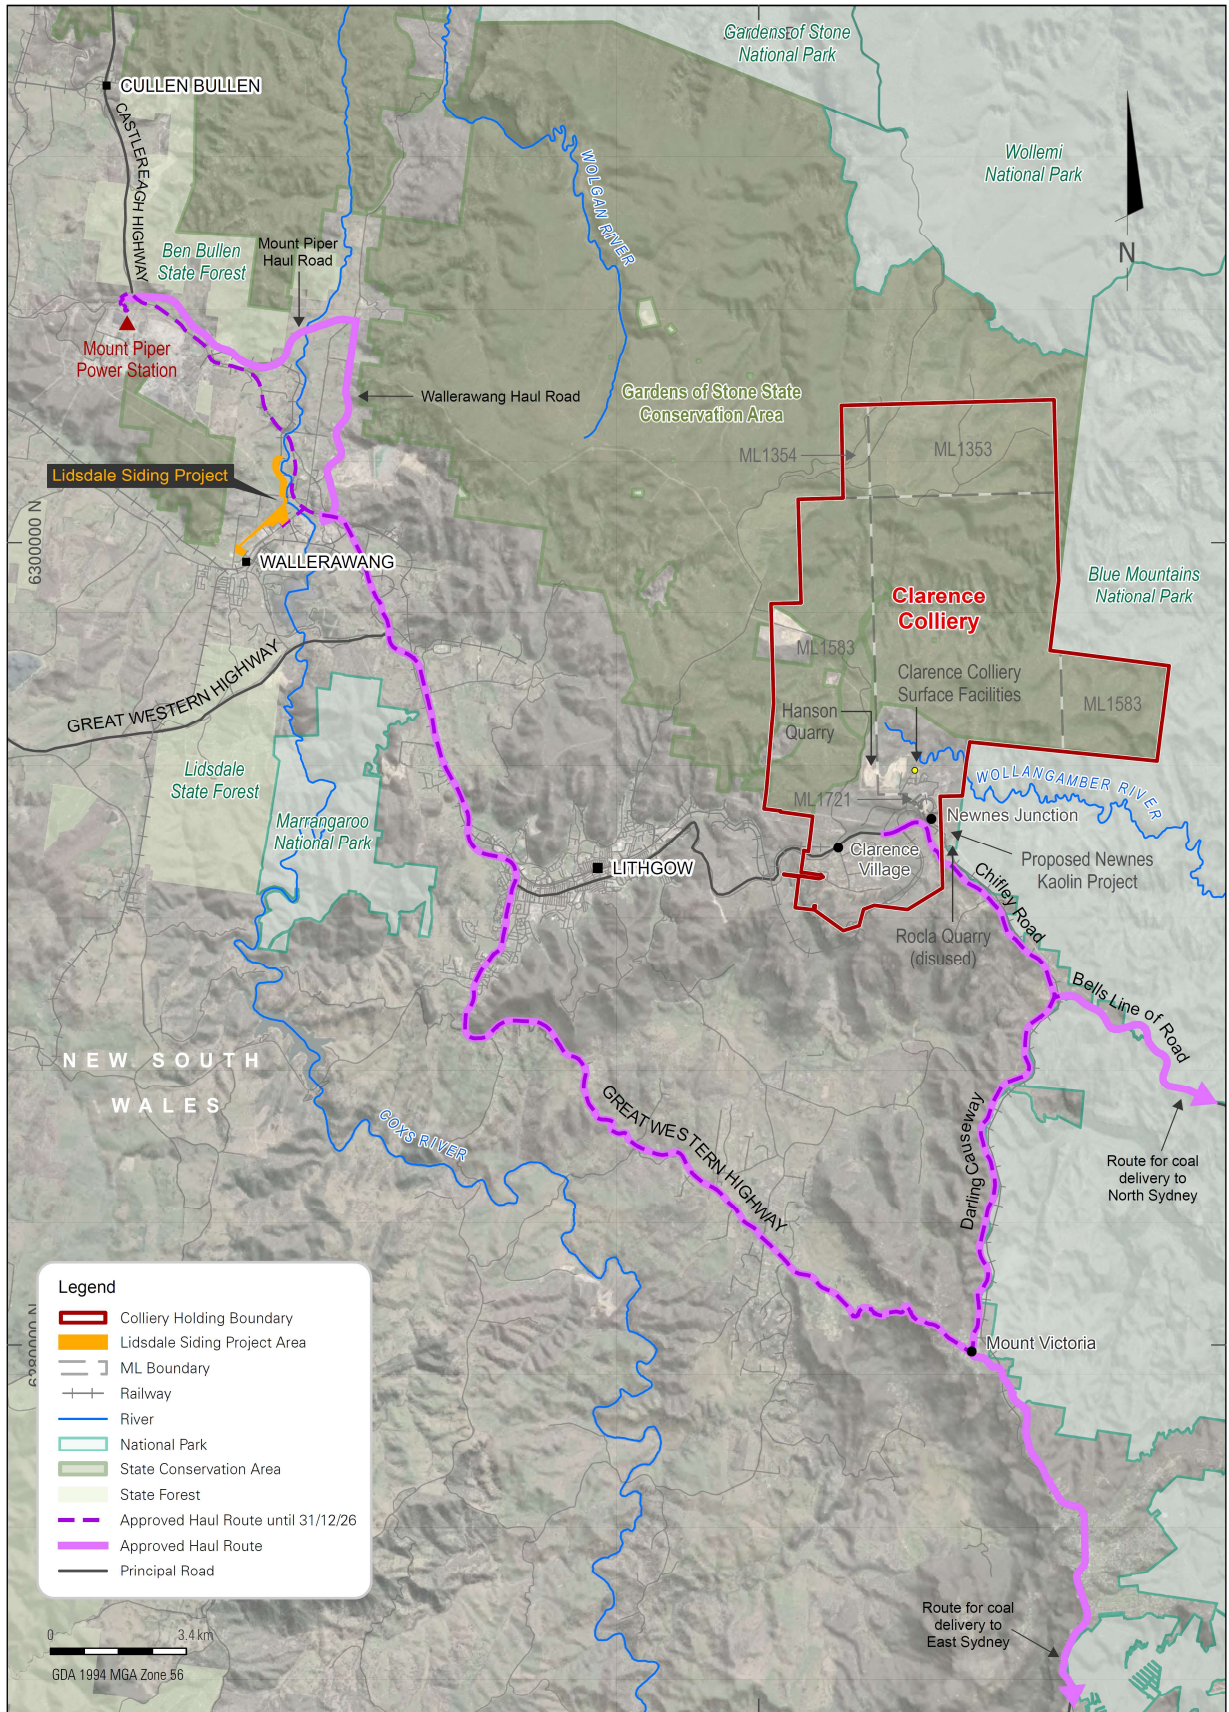 Gardens of Stone
National Park
CULLEN BULLEN
CASTLEREAGH HIGHWAY
WOLGAN RIVER
Wollemi
National Park
N
Ben Bullen
State Forest
Mount Piper
Haul Road
Mount Piper
Power Station
Wallerawang Haul Road
Gardens of Stone State
Conservation Area
ML1354
ML1353
Lidsdale Siding Project
6300000 N
WALLERAWANG
Blue Mountains
National Park
Clarence
Colliery
ML1583
Clarence Colliery
Surface Facilities
ML1583
Hanson
Quarry
GREAT WESTERN HIGHWAY
Lidsdale
State Forest
WOLLANGAMBER RIVER
ML1721
Newnes Junction
Marrangaroo
National Park
LITHGOW
Clarence
Village
Proposed Newnes
Kaolin Project
Chiffey Road
Rocla Quarry
(disused)
Bells Line of Road
NEW SOUTH
WALES
COXS RIVER
GREAT WESTERN HIGHWAY
Darling Causeway
Route for coal
delivery to
North Sydney
Mount Victoria
6280000 N
Legend
Colliery Holding Boundary
Lidsdale Siding Project Area
ML Boundary
Railway
River
National Park
State Conservation Area
State Forest
Approved Haul Route until 31/12/26
Approved Haul Route
Principal Road
Route for coal
delivery to
East Sydney
0 3.4 km
GDA 1994 MGA Zone 56